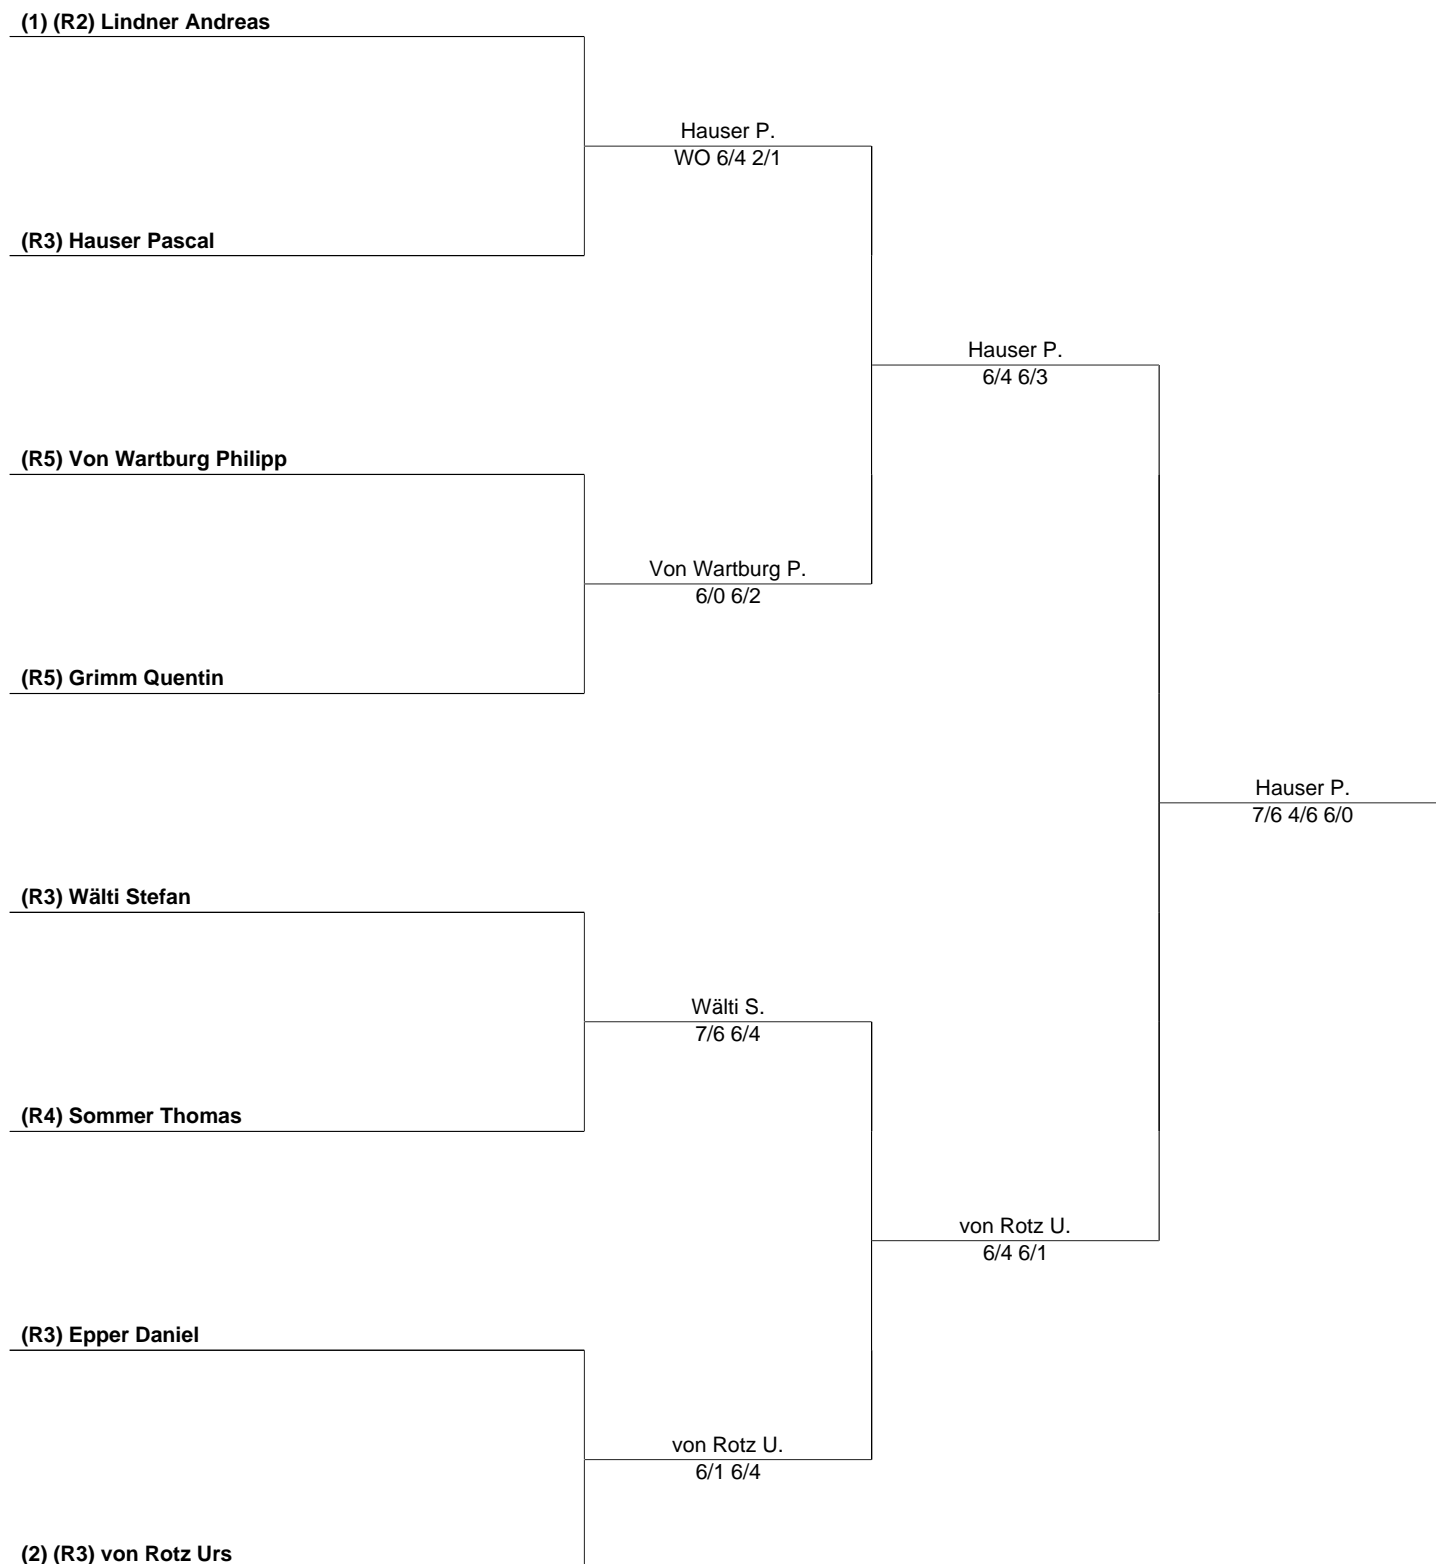 (1) (R2) Lindner Andreas
Hauser P.
WO 6/4 2/1
(R3) Hauser Pascal
Hauser P.
6/4 6/3
(R5) Von Wartburg Philipp
Von Wartburg P.
6/0 6/2
(R5) Grimm Quentin
Hauser P.
7/6 4/6 6/0
(R3) Wälti Stefan
Wälti S.
7/6 6/4
(R4) Sommer Thomas
von Rotz U.
6/4 6/1
(R3) Epper Daniel
von Rotz U.
6/1 6/4
(2) (R3) von Rotz Urs